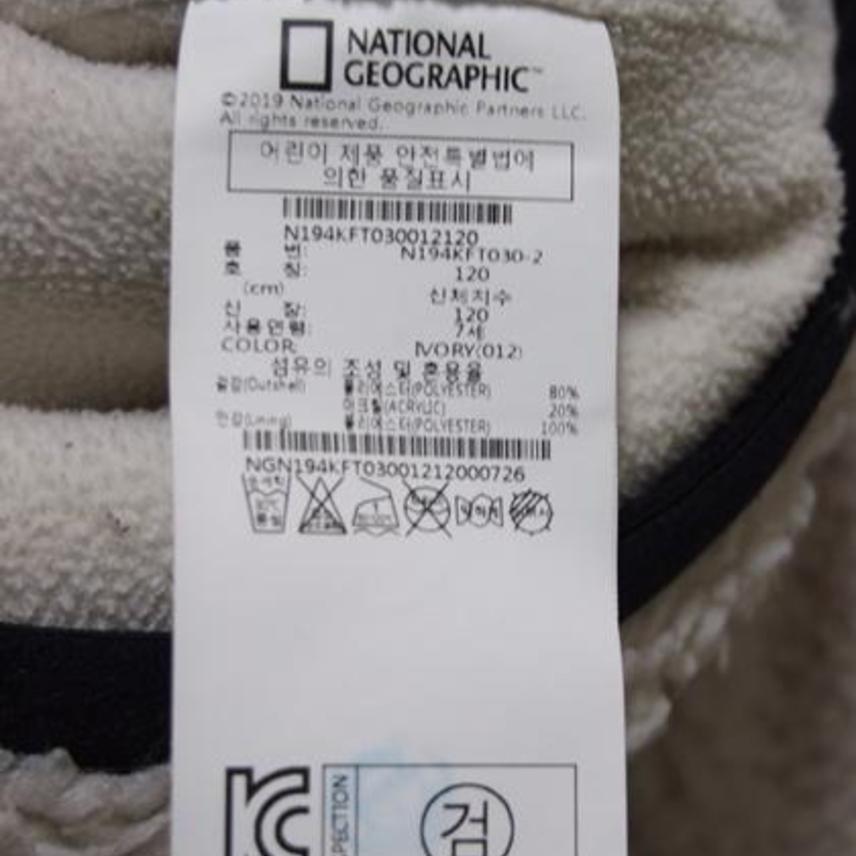 NATIONAL
GEOGRAPHIC™
©2019 National Geographic Partners LLC.
All rights reserved.
어린이 제품 안전특별법에
의한 품질표시
N194KFT030012120
품 번: N194KFT030-2
호 칭: 120
(cm) 신체치수
신 장: 120
사용연령: 7세
COLOR: IVORY(012)
섬유의 조성 및 혼용율
겉감(Outshel) 폴리에스터(POLYESTER) 80%
아크릴(ACRYLIC) 20%
안감(Lining) 폴리에스터(POLYESTER) 100%
NGN194KFT03001212000726
손세탁
검